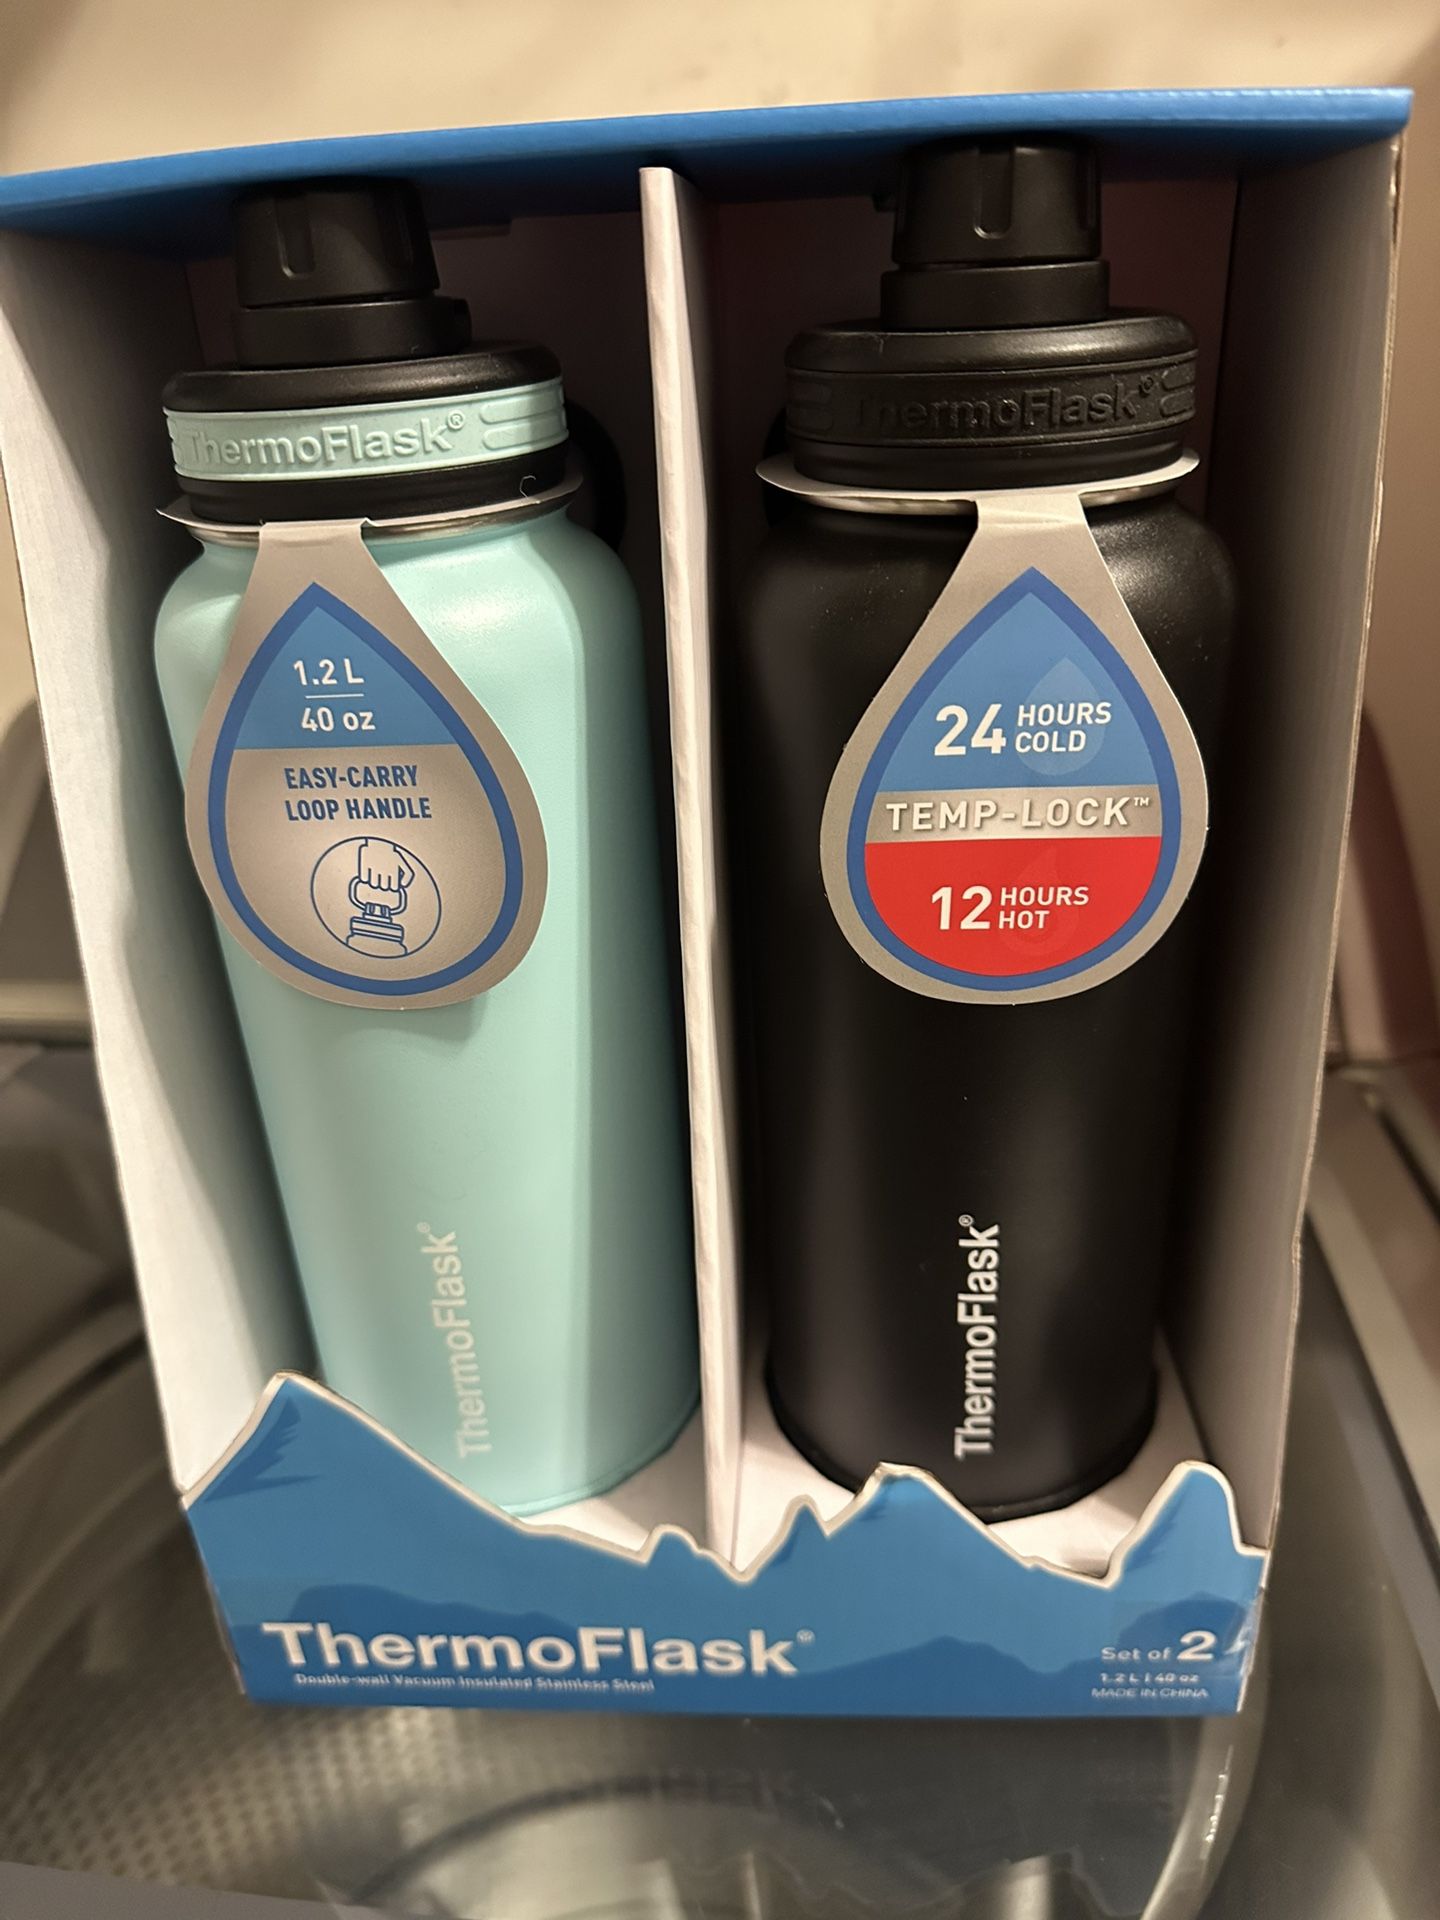 ThermoFlask®
ThermoFlask®
1.2 L
40 oz
EASY-CARRY
LOOP HANDLE
24 HOURS
COLD
TEMP-LOCK™
12 HOURS
HOT
ThermoFlask®
ThermoFlask®
ThermoFlask®
Double-wall Vacuum Insulated Stainless Steel
Set of 2
1.2 L | 40 oz
MADE IN CHINA